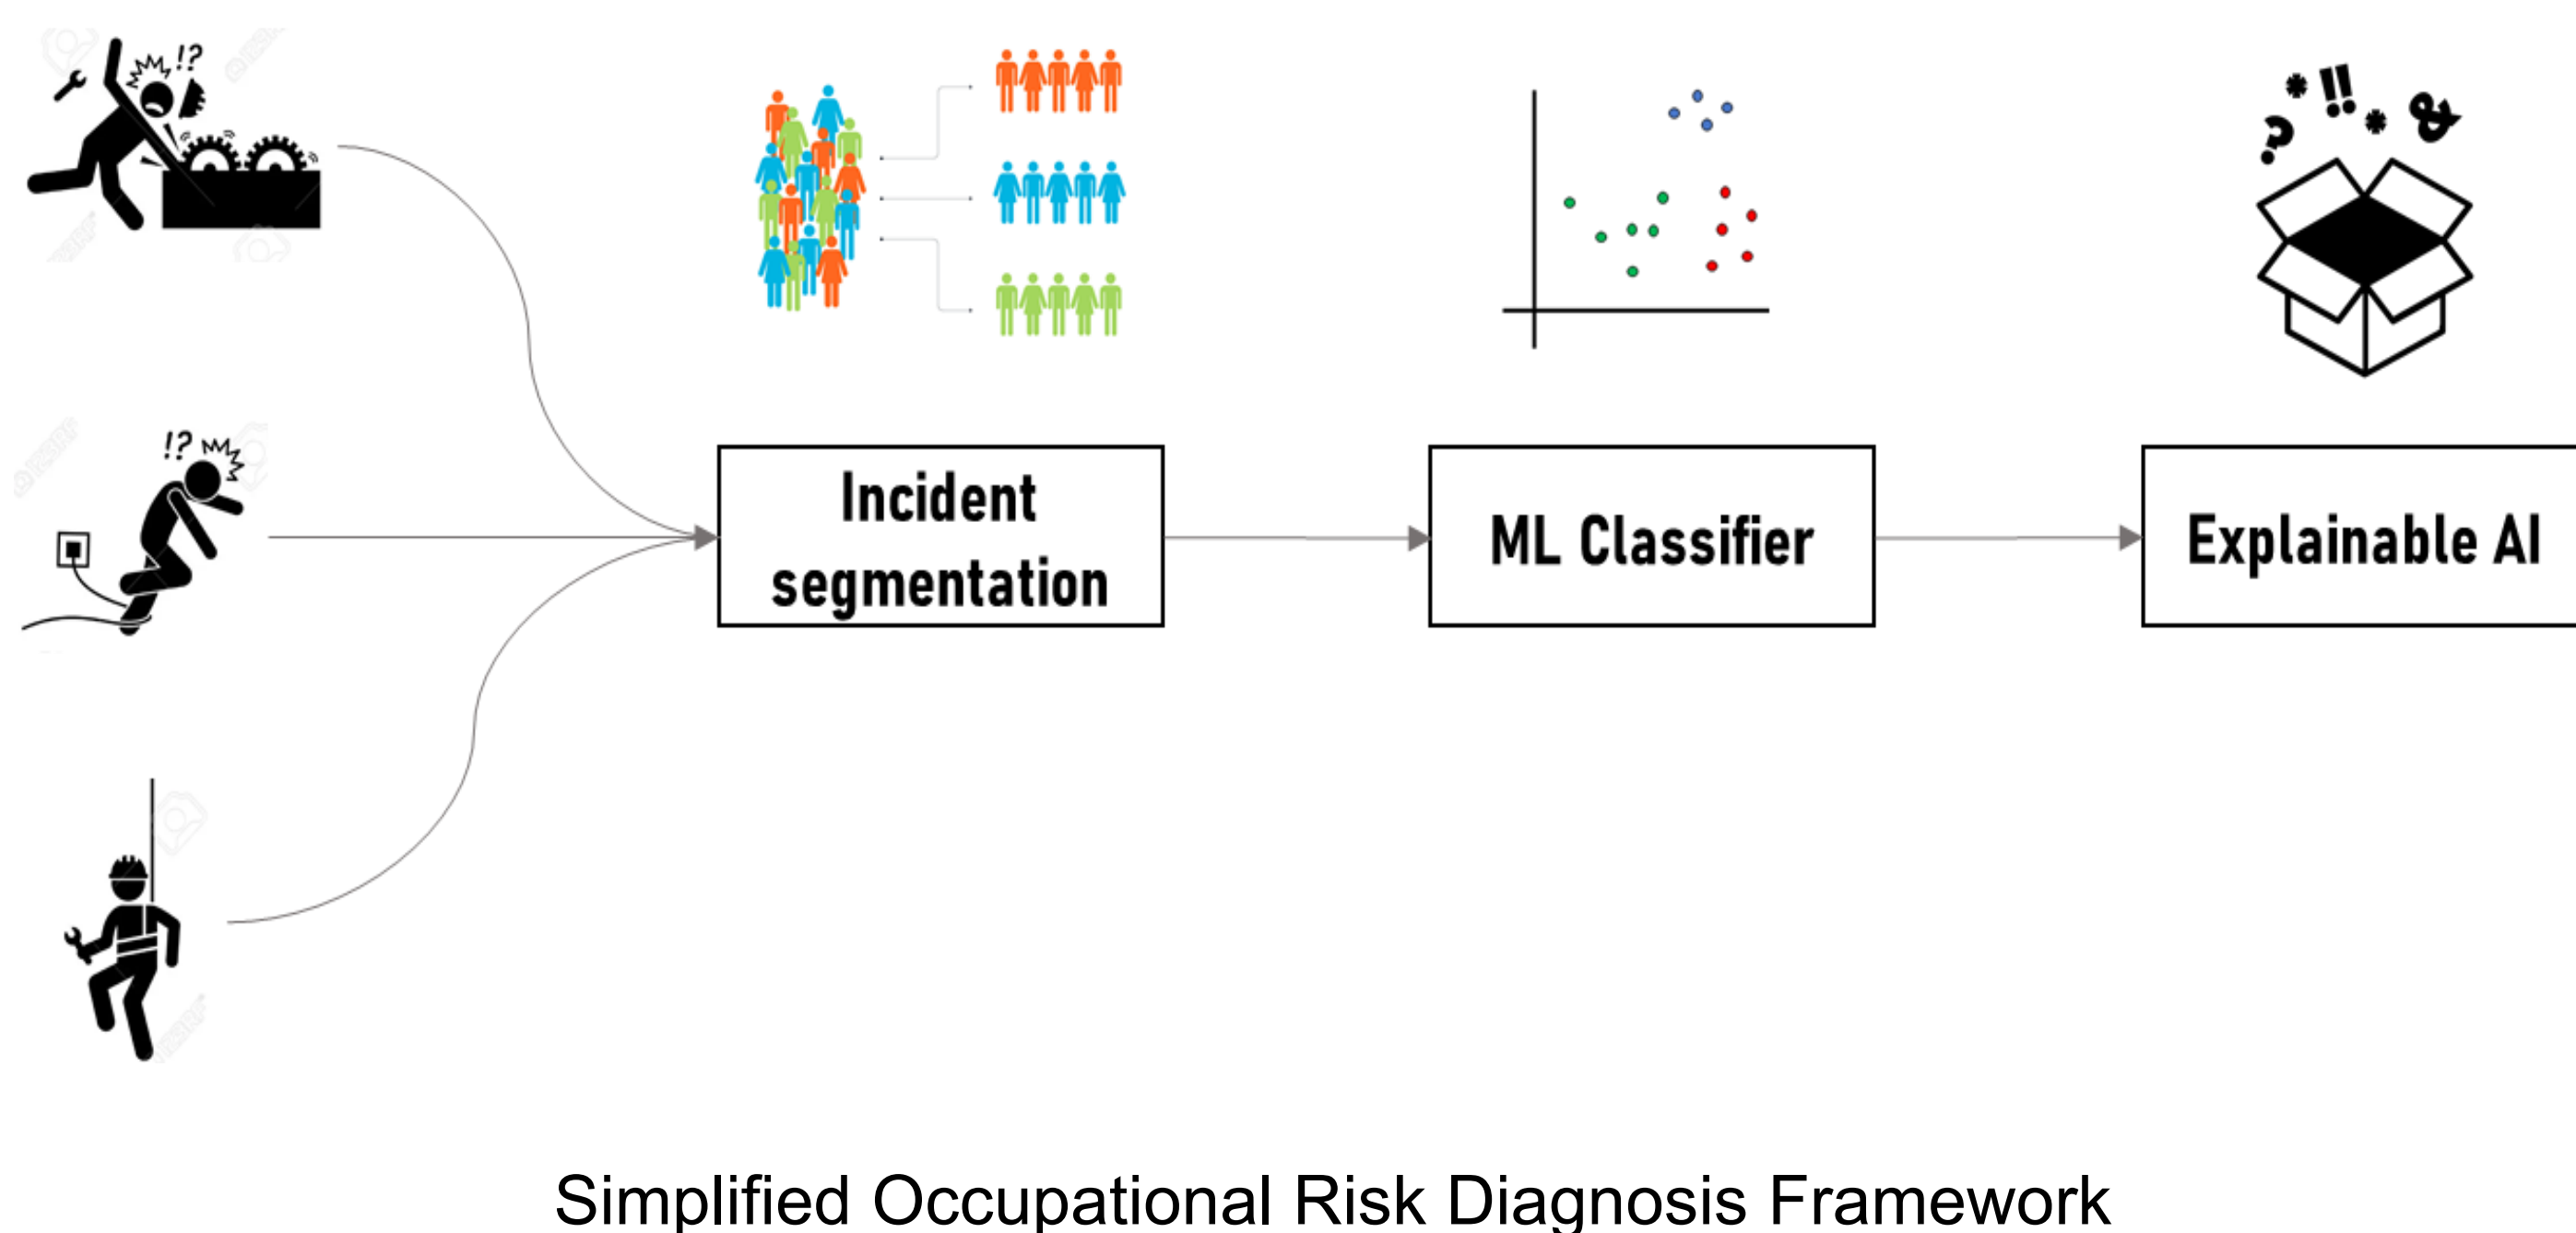 !?
!?
* !! * &
?
Incident
segmentation
ML Classifier
Explainable AI
Simplified Occupational Risk Diagnosis Framework